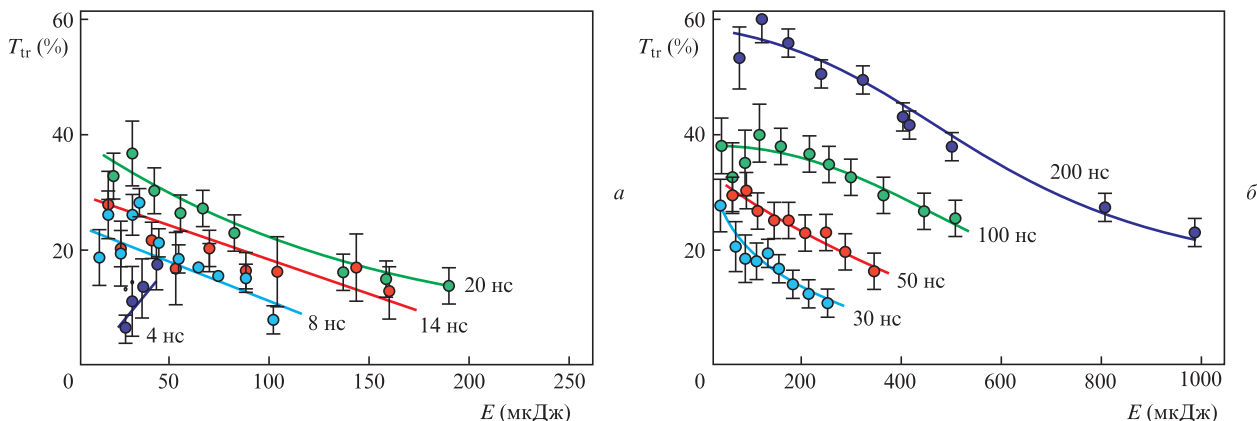 60
T_tr (%)
40
20
0
50
100
150
200
250
E (мкДж)
4 нс
8 нс
14 нс
20 нс
а
60
T_tr (%)
40
20
0
200
400
600
800
1000
E (мкДж)
200 нс
100 нс
50 нс
30 нс
б